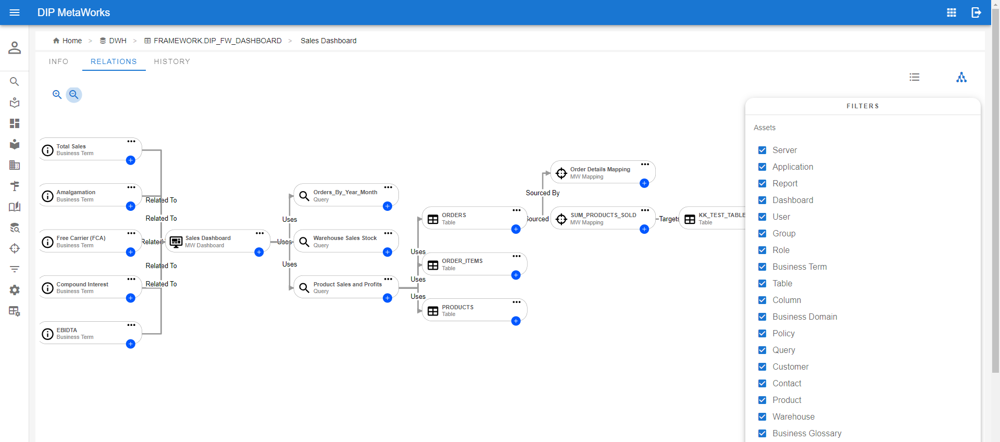 DIP MetaWorks
Home > DWH > FRAMEWORK.DIP_FW_DASHBOARD > Sales Dashboard
INFO RELATIONS HISTORY
FILTERS
Assets
Server
Application
Report
Dashboard
User
Group
Role
Business Term
Table
Column
Business Domain
Policy
Query
Customer
Contact
Product
Warehouse
Business Glossary
Total Sales
Business Term
Amalgamation
Business Term
Free Carrier (FCA)
Business Term
Compound Interest
Business Term
EBIDTA
Business Term
Related To
Related To
Related
Related To
Related To
Sales Dashboard
MW Dashboard
Uses
Uses
Uses
Orders_By_Year_Month
Query
Warehouse Sales Stock
Query
Product Sales and Profits
Query
Uses
Uses
Uses
ORDERS
Table
ORDER_ITEMS
Table
PRODUCTS
Table
Sourced By
Sourced
Order Details Mapping
MW Mapping
SUM_PRODUCTS_SOLD
MW Mapping
Targets
KK_TEST_TABLE
Table